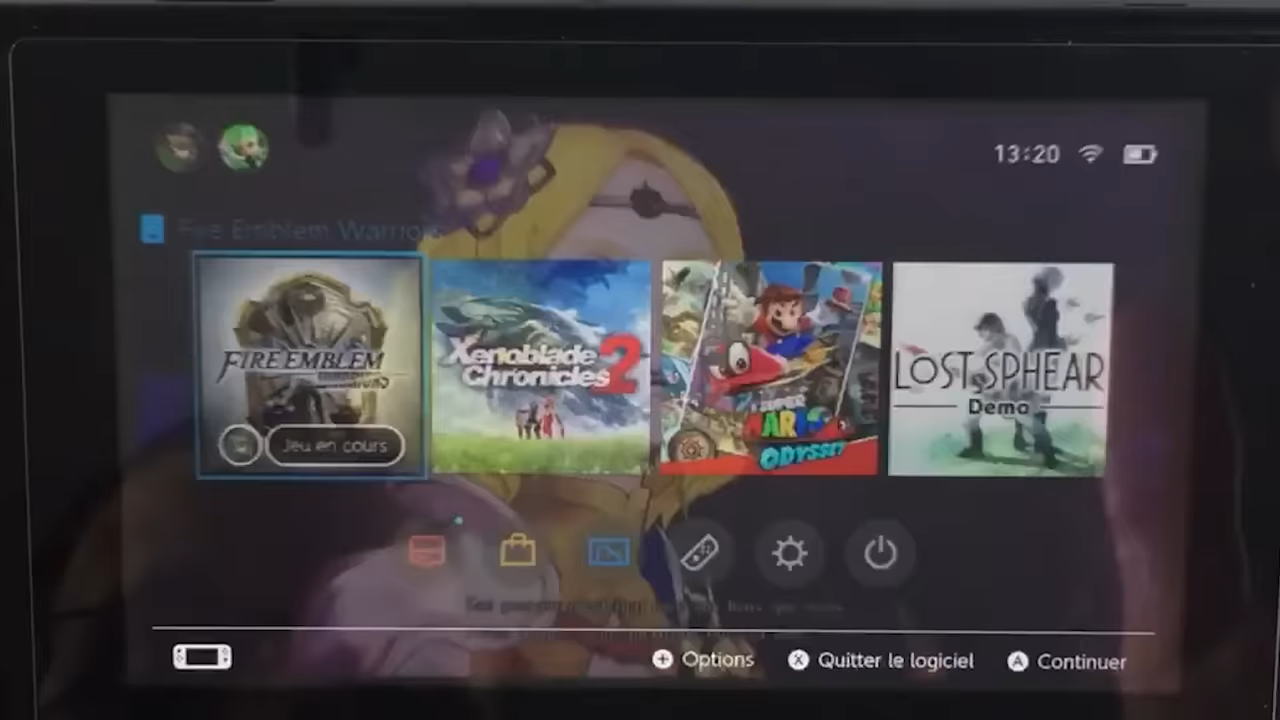 13:20
Fire Emblem Warriors
FIRE EMBLEM
Jeu en cours
Xenoblade
Chronicles 2
SUPER
MARIO
ODYSSEY
LOST SPHEAR
Demo
Options
Quitter le logiciel
Continuer